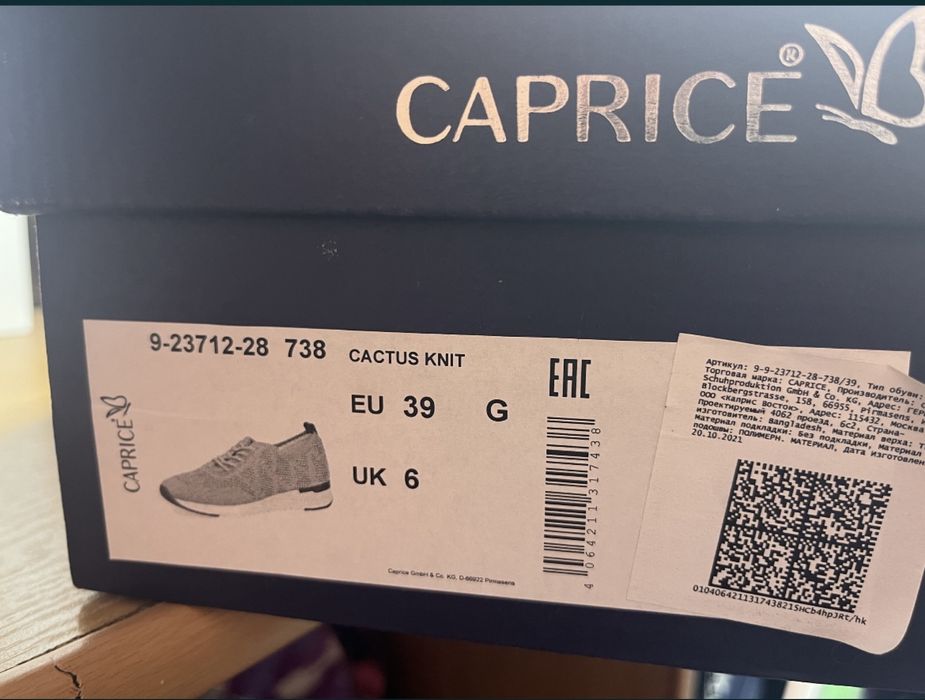 CAPRICE®
9-23712-28 738 CACTUS KNIT
EU 39 G
UK 6
CAPRICE
EAC
4 064211 317438
Caprice GmbH & Co. KG, D-66922 Pirmasens
Артикул: 9-9-23712-28-738/39, Тип обуви:
Торговая марка: CAPRICE, Производитель:
Schuhproduktion GmbH & Co. KG, Адрес:
Blockbergstrasse, 158, 66955, Pirmasens,
ООО <Каприс Восток>, Адрес: 115432, Москва
Проектируемый 4062 проезд, 6с2, Страна-
изготовитель: Bangladesh, материал верха:
материал подкладки: Без подкладки, материал
подошвы: ПОЛИМЕРН. МАТЕРИАЛ, дата изготовлен
20.10.2021
0104064211317438215HCb4hp3Rt/hk